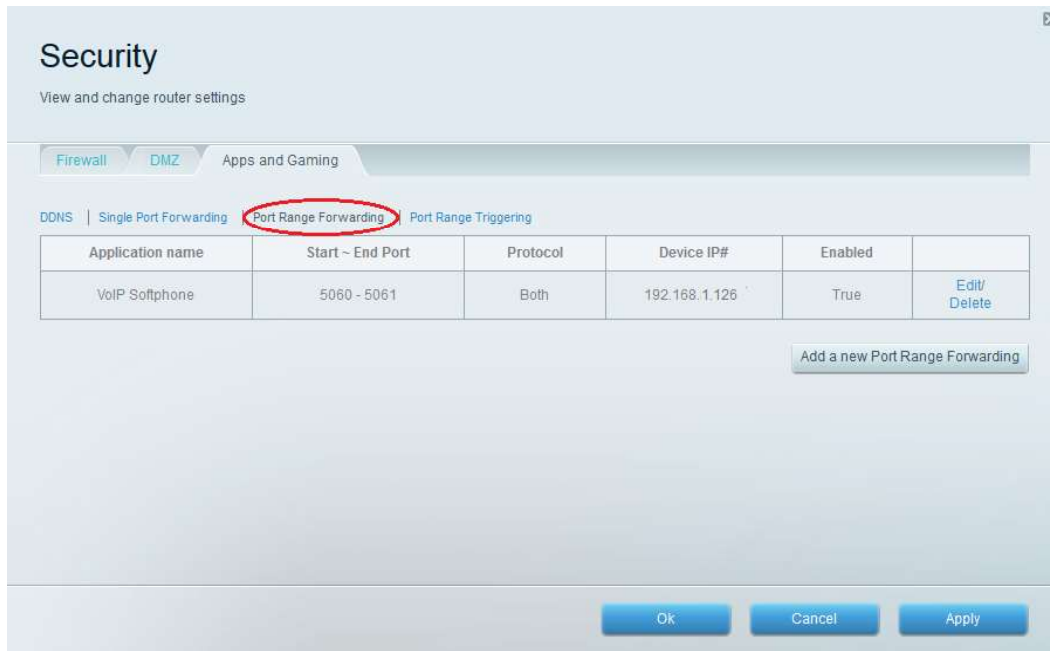 Security
View and change router settings
Firewall DMZ Apps and Gaming
DDNS | Single Port Forwarding | Port Range Forwarding | Port Range Triggering
Application name Start ~ End Port Protocol Device IP# Enabled
VoIP Softphone 5060 - 5061 Both 192.168.1.126 True Edit/
Delete
Add a new Port Range Forwarding
Ok Cancel Apply